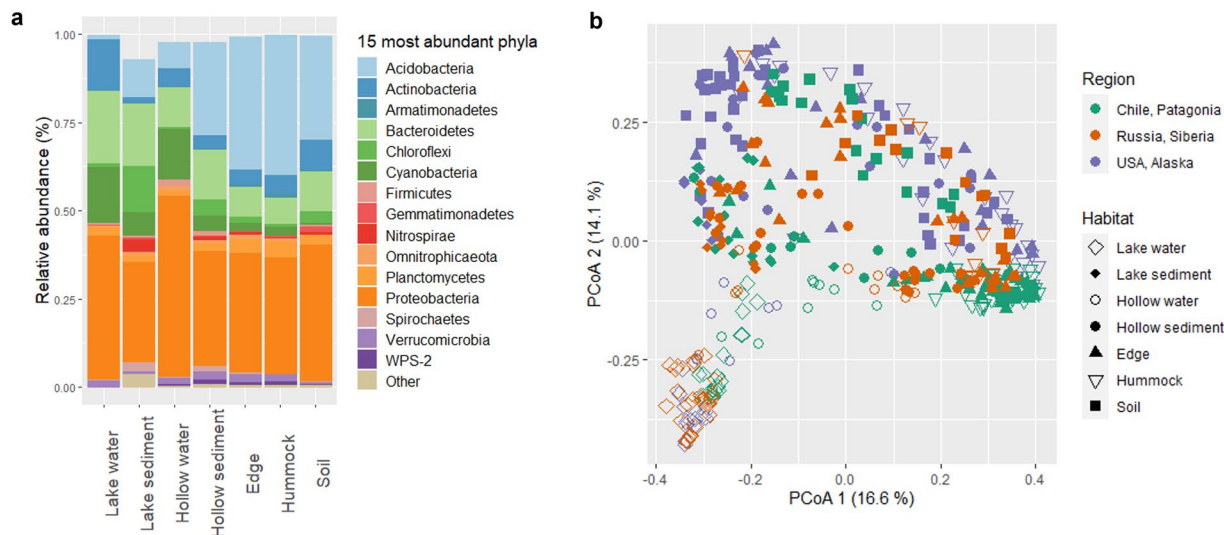 a
1.00
0.75
0.50
0.25
0.00
Relative abundance (%)
Lake water
Lake sediment
Hollow water
Hollow sediment
Edge
Hummock
Soil
15 most abundant phyla
Acidobacteria
Actinobacteria
Armatimonadetes
Bacteroidetes
Chloroflexi
Cyanobacteria
Firmicutes
Gemmatimonadetes
Nitrospirae
Omnitrophicaeota
Planctomycetes
Proteobacteria
Spirochaetes
Verrucomicrobia
WPS-2
Other
b
0.25
0.00
-0.25
PCoA 2 (14.1 %)
-0.4
-0.2
0.0
0.2
0.4
PCoA 1 (16.6 %)
Region
Chile, Patagonia
Russia, Siberia
USA, Alaska
Habitat
Lake water
Lake sediment
Hollow water
Hollow sediment
Edge
Hummock
Soil